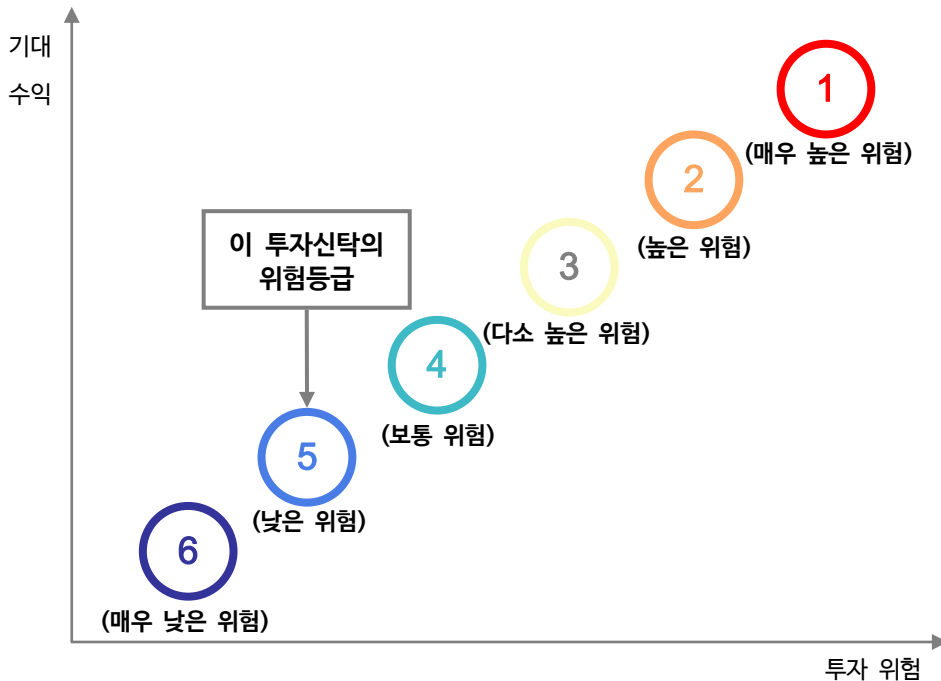 기대
수익
1
(매우 높은 위험)
2
(높은 위험)
이 투자신탁의
위험등급
3
(다소 높은 위험)
4
(보통 위험)
5
(낮은 위험)
6
(매우 낮은 위험)
투자 위험